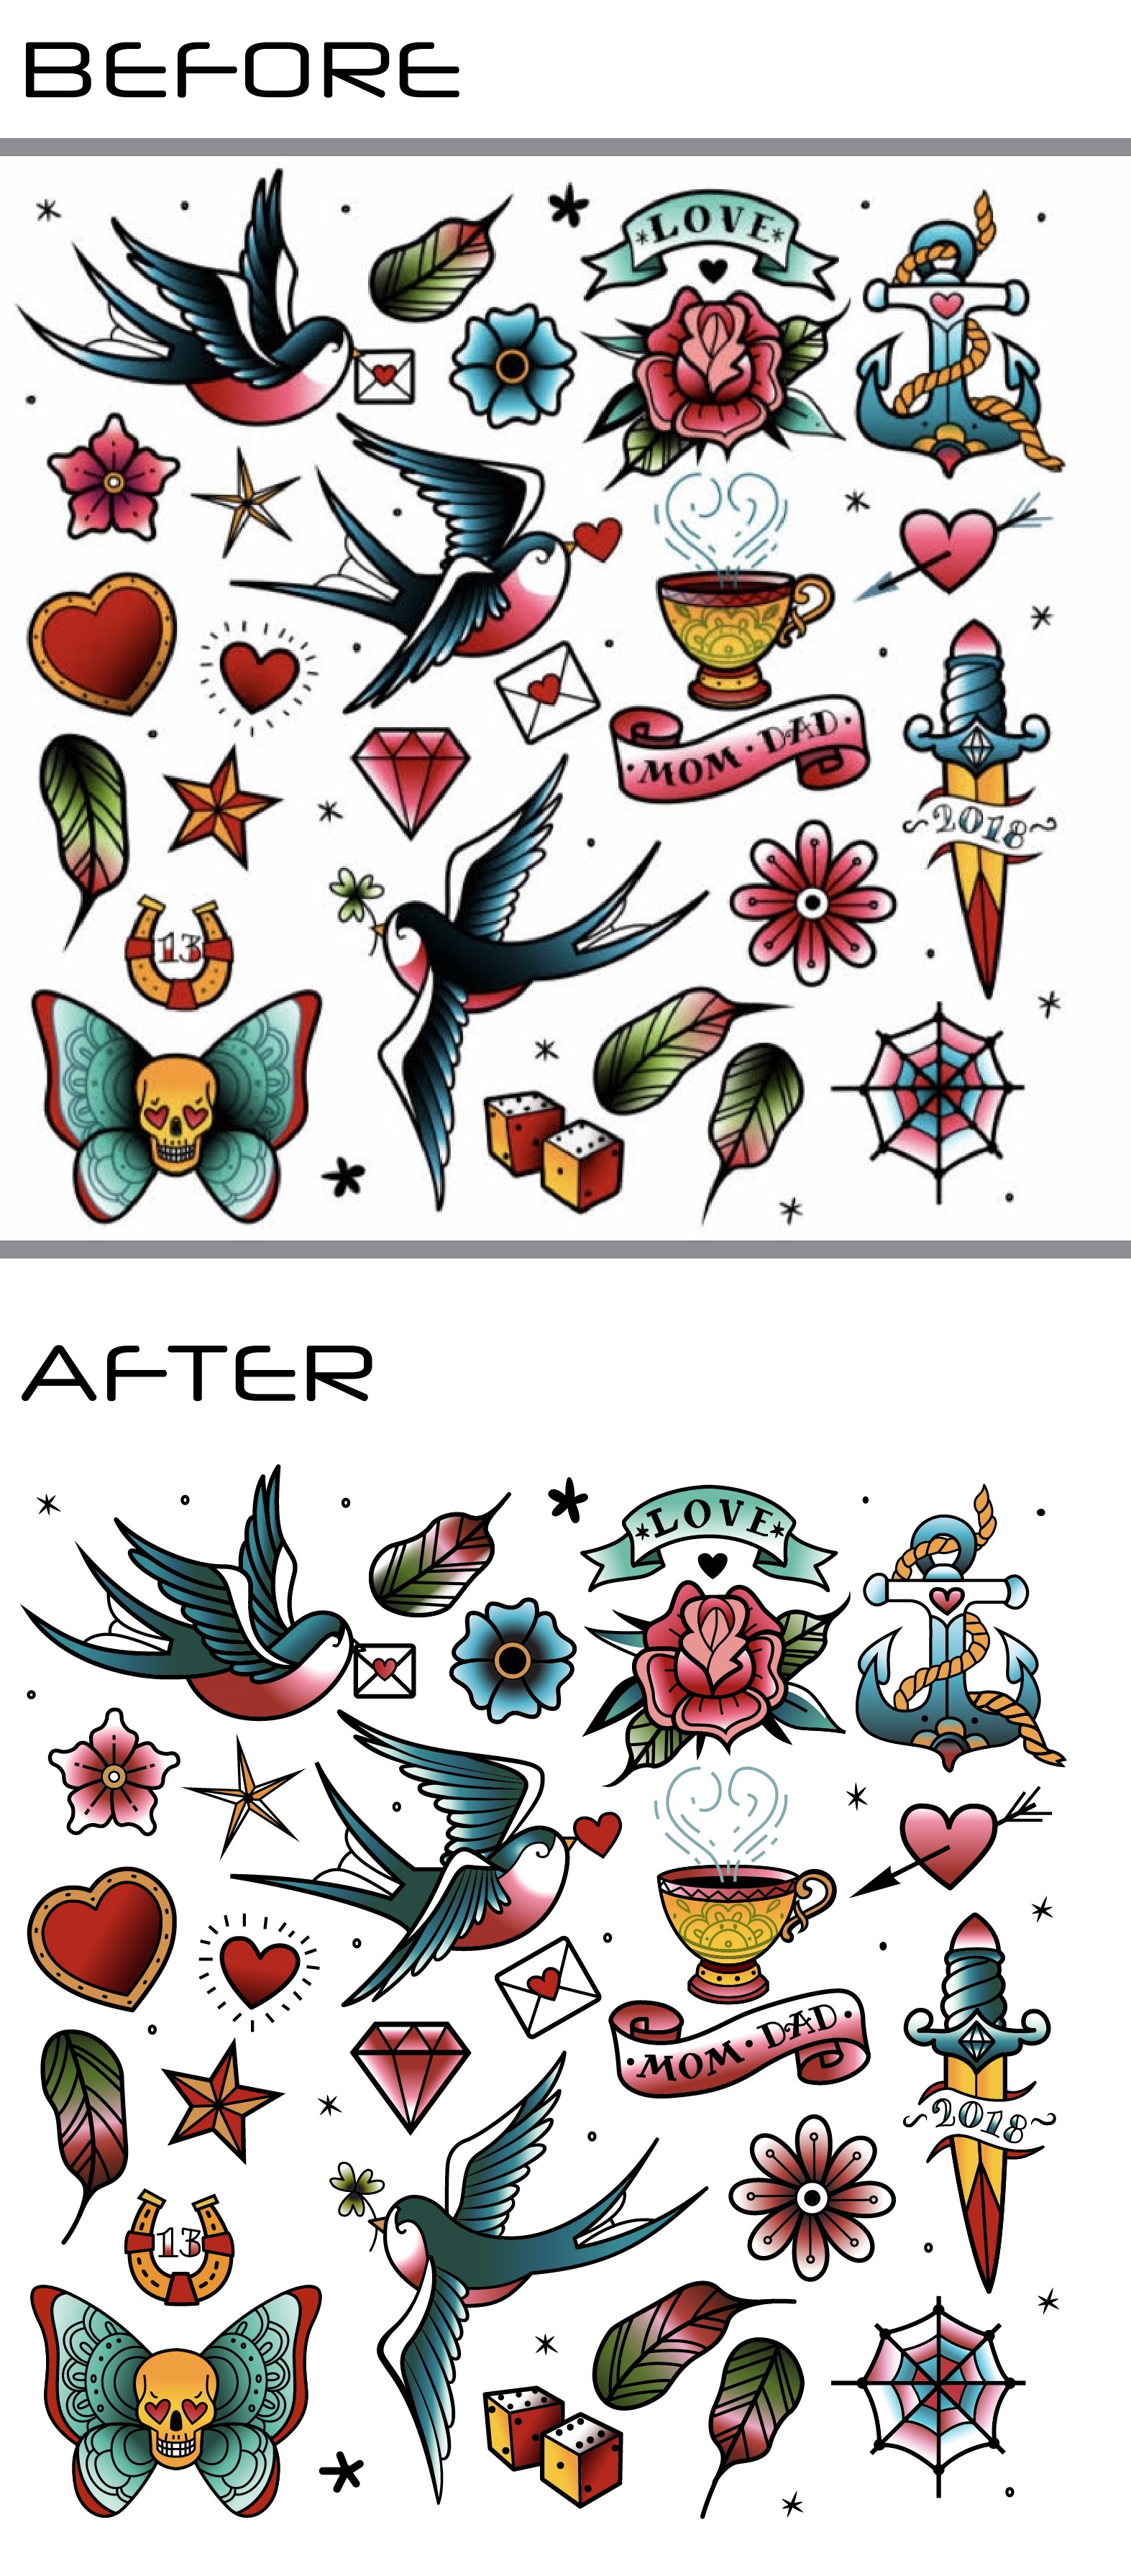 BEFORE
*LOVE*
MOM · DAD
~2018~
13
AFTER
*LOVE*
·MOM· DAD·
~2018~
13